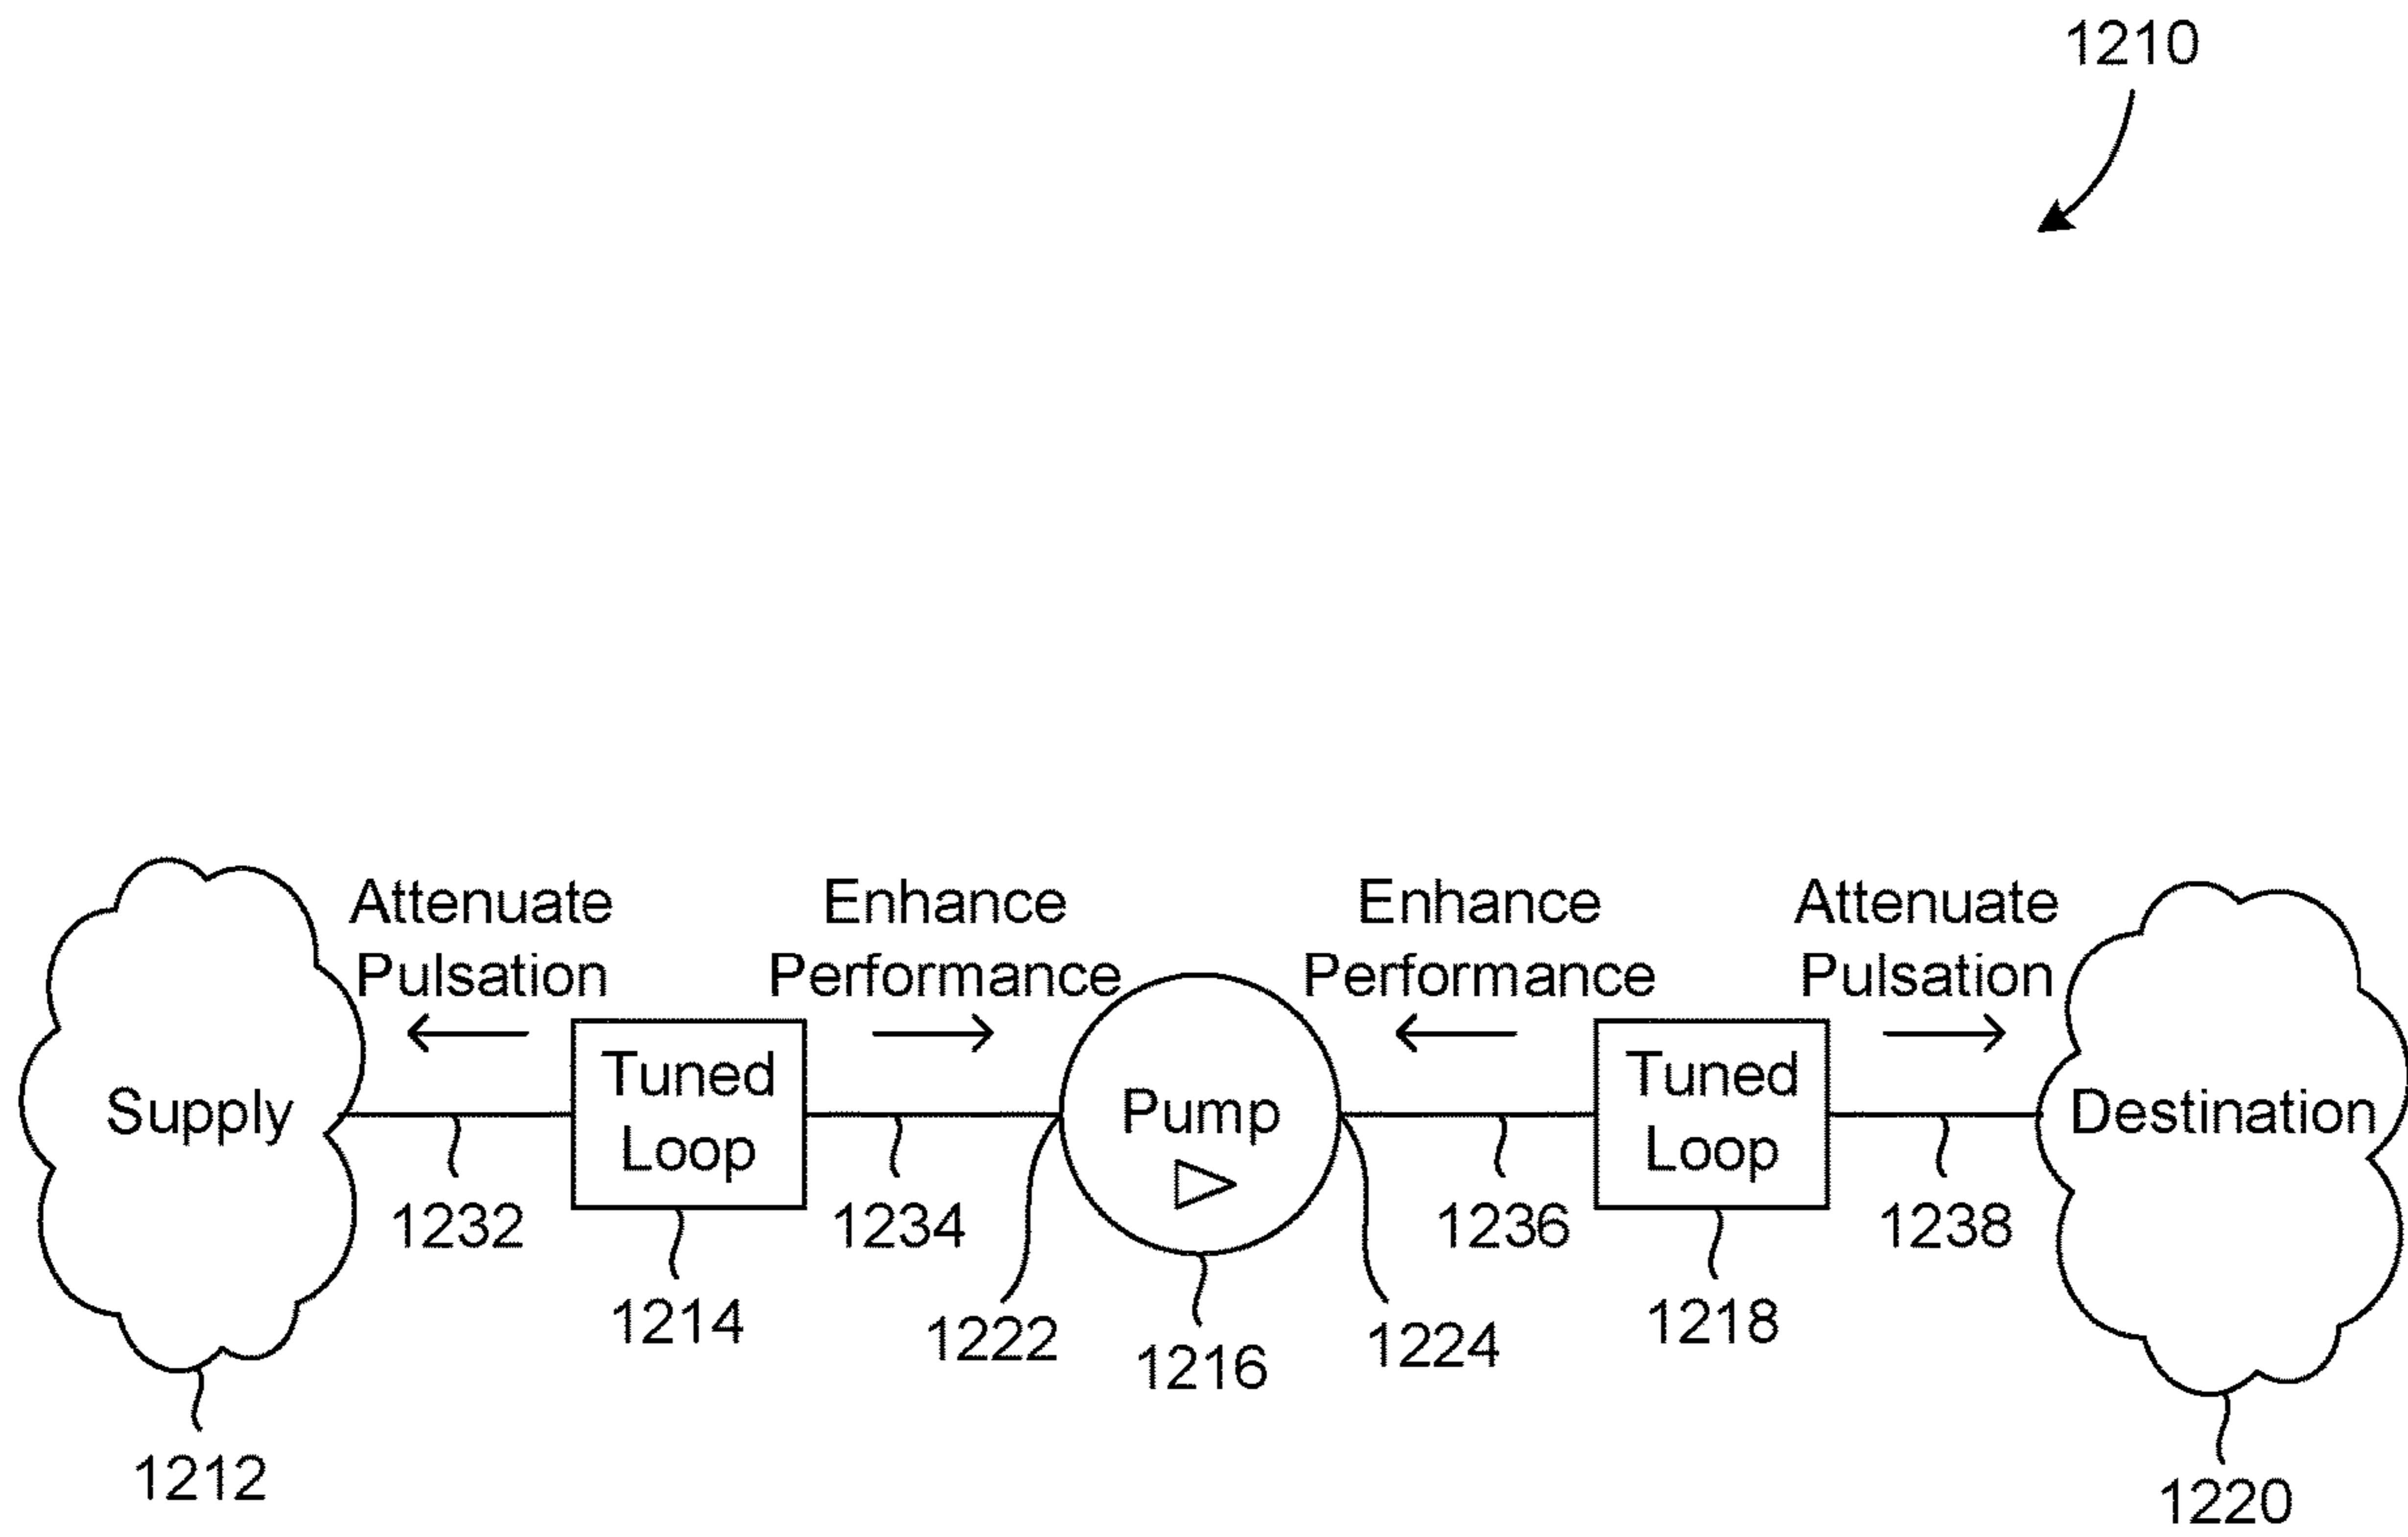 1210
Attenuate
Pulsation
Enhance
Performance
Enhance
Performance
Attenuate
Pulsation
Supply
Tuned
Loop
Pump
Tuned
Loop
Destination
1232
1234
1236
1238
1214
1222
1216
1224
1218
1212
1220